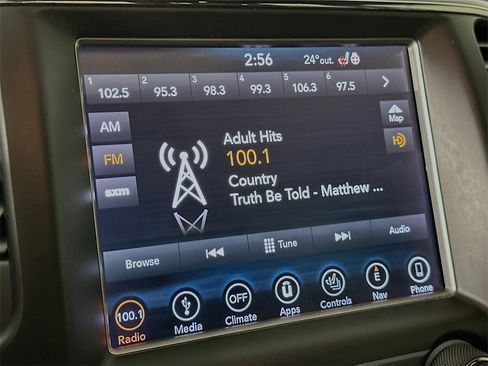 2:56 24°out.
1 102.5 2 95.3 3 98.3 4 99.3 5 106.3 6 97.5
AM
Map
Adult Hits
FM
100.1
HD
Country
sxm
Truth Be Told - Matthew ...
Browse Tune Audio
100.1 OFF E
Radio Media Climate Apps Controls Nav Phone